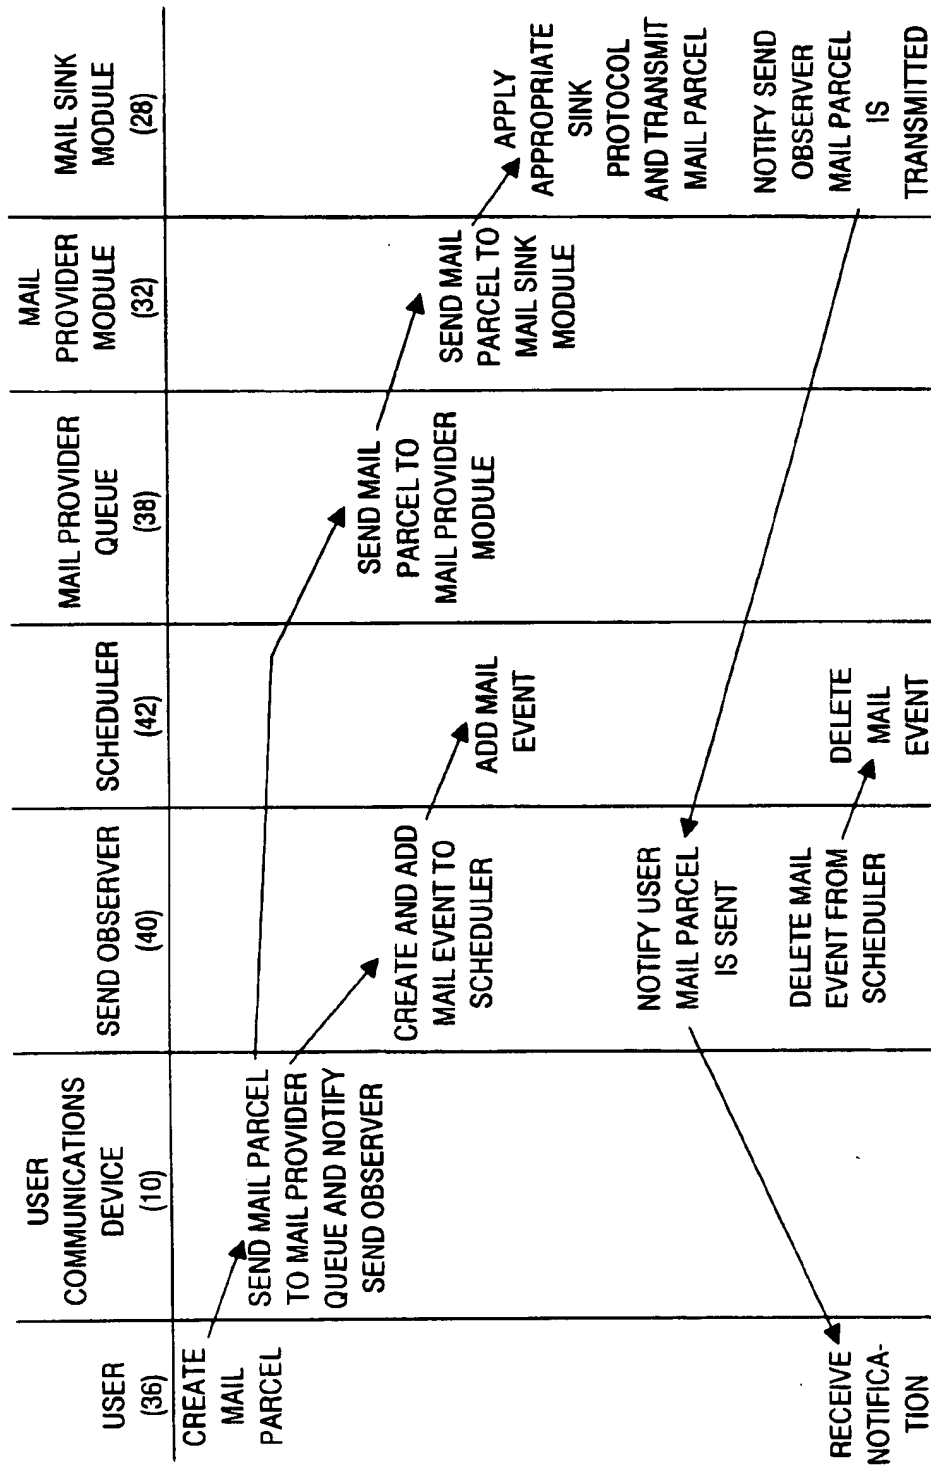 USER
(36)
USER
COMMUNICATIONS
DEVICE
(10)
SEND OBSERVER
(40)
SCHEDULER
(42)
MAIL PROVIDER
QUEUE
(38)
MAIL
PROVIDER
MODULE
(32)
MAIL SINK
MODULE
(28)
CREATE
MAIL
PARCEL
SEND MAIL PARCEL
TO MAIL PROVIDER
QUEUE AND NOTIFY
SEND OBSERVER
CREATE AND ADD
MAIL EVENT TO
SCHEDULER
ADD MAIL
EVENT
SEND MAIL
PARCEL TO
MAIL PROVIDER
MODULE
SEND MAIL
PARCEL TO
MAIL SINK
MODULE
APPLY
APPROPRIATE
SINK
PROTOCOL
AND TRANSMIT
MAIL PARCEL
NOTIFY SEND
OBSERVER
MAIL PARCEL
IS
TRANSMITTED
NOTIFY USER
MAIL PARCEL
IS SENT
RECEIVE
NOTIFICA-
TION
DELETE MAIL
EVENT FROM
SCHEDULER
DELETE
MAIL
EVENT